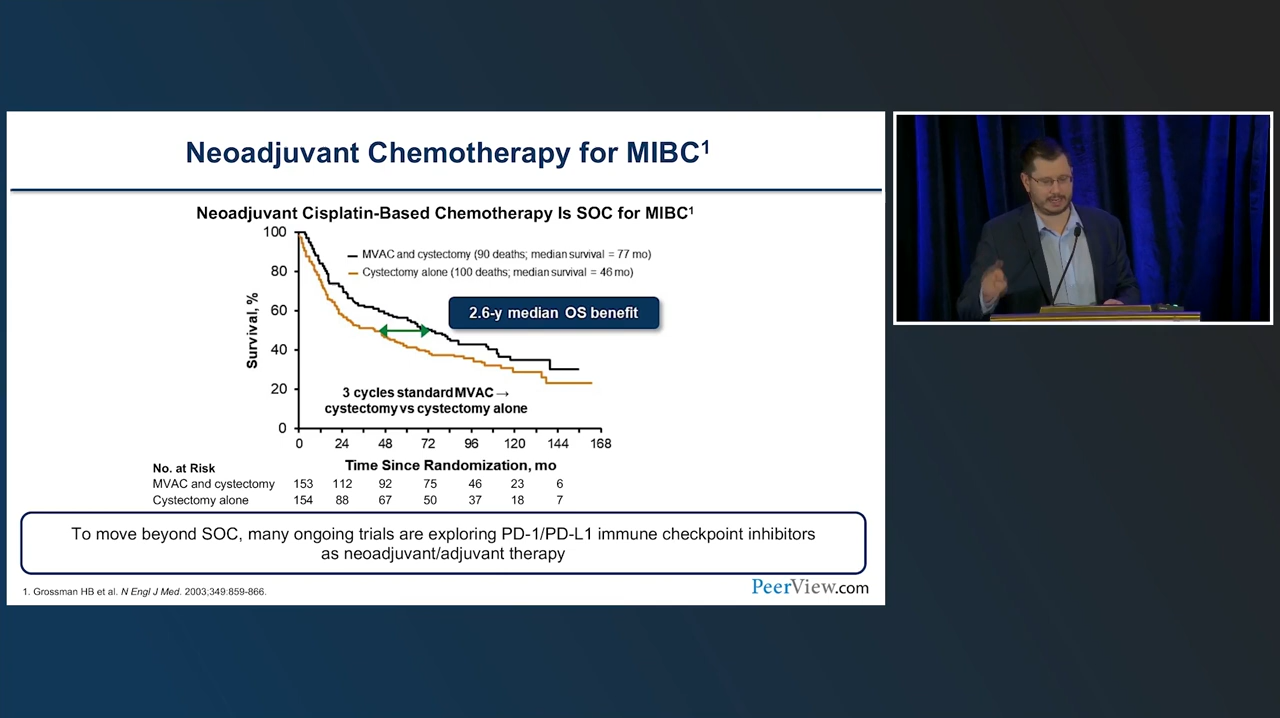 Neoadjuvant Chemotherapy for MIBC1
Neoadjuvant Cisplatin-Based Chemotherapy Is SOC for MIBC1
100
80
60
40
20
0
Survival, %
MVAC and cystectomy (90 deaths; median survival = 77 mo)
Cystectomy alone (100 deaths; median survival = 46 mo)
2.6-y median OS benefit
3 cycles standard MVAC →
cystectomy vs cystectomy alone
0 24 48 72 96 120 144 168
Time Since Randomization, mo
No. at Risk
MVAC and cystectomy 153 112 92 75 46 23 6
Cystectomy alone 154 88 67 50 37 18 7
To move beyond SOC, many ongoing trials are exploring PD-1/PD-L1 immune checkpoint inhibitors
as neoadjuvant/adjuvant therapy
1. Grossman HB et al. N Engl J Med. 2003;349:859-866.
PeerView.com